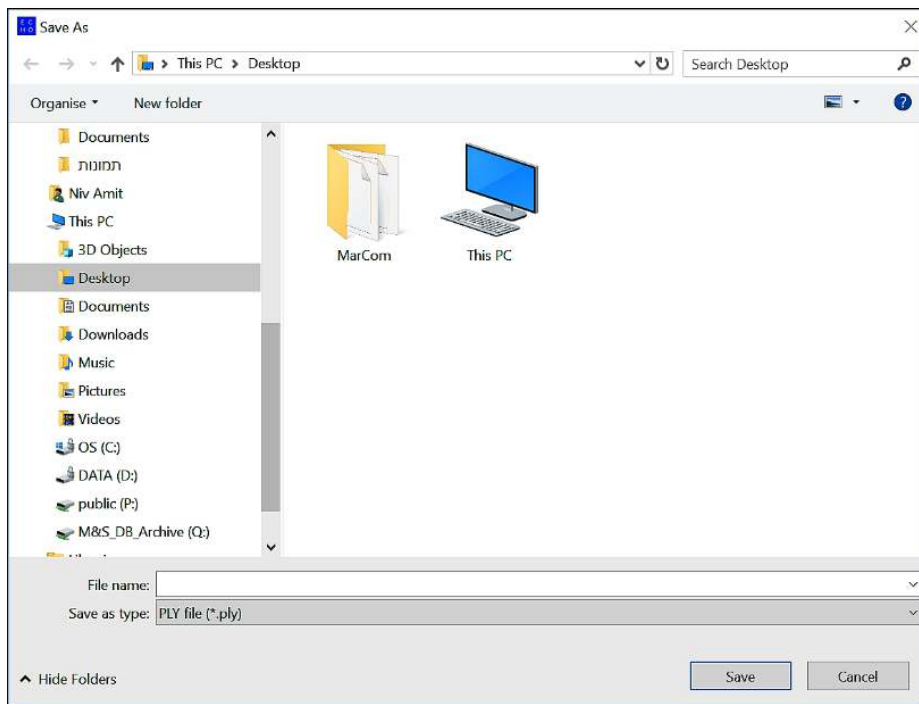 EC
HO
Save As
This PC > Desktop
Search Desktop
Organise
New folder
?
Documents
תמונות
Niv Amit
This PC
3D Objects
Desktop
Documents
Downloads
Music
Pictures
Videos
OS (C:)
DATA (D:)
public (P:)
M&S_DB_Archive (Q:)
MarCom
This PC
File name:
Save as type: PLY file (*.ply)
Hide Folders
Save
Cancel